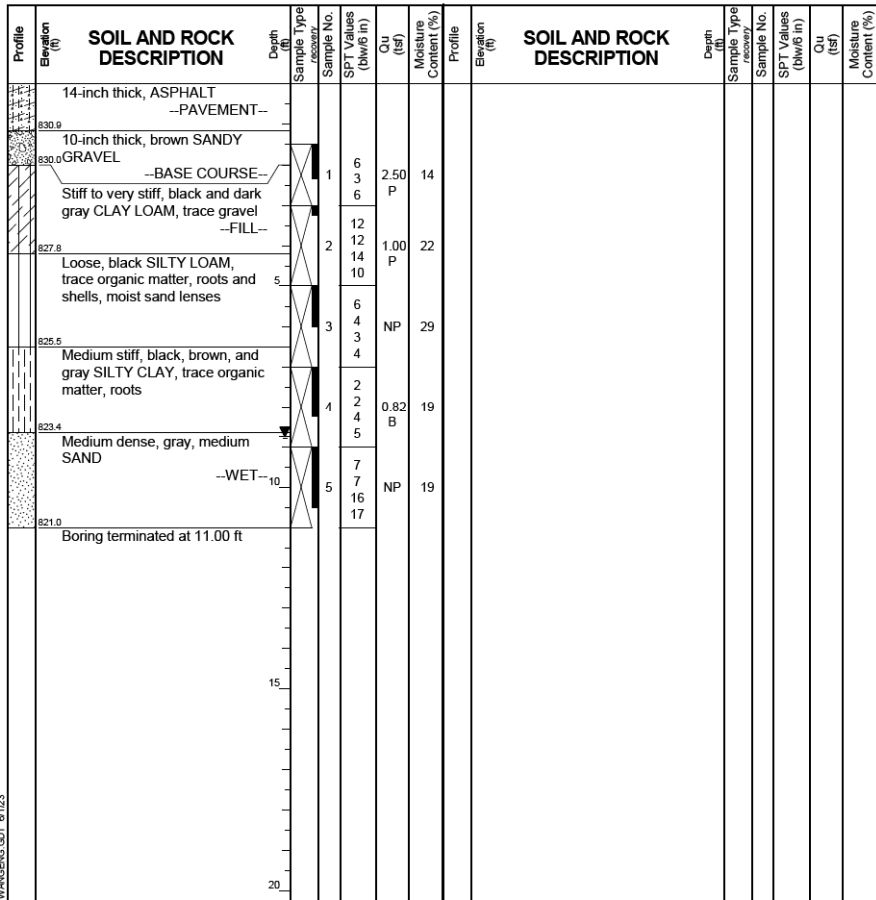 Profile
Elevation
(ft)
SOIL AND ROCK
DESCRIPTION
Depth
(ft)
Sample Type
recovery
Sample No.
SPT Values
(blw/6 in)
Qu
(tsf)
Moisture
Content (%)
Profile
Elevation
(ft)
SOIL AND ROCK
DESCRIPTION
Depth
(ft)
Sample Type
recovery
Sample No.
SPT Values
(blw/6 in)
Qu
(tsf)
Moisture
Content (%)
14-inch thick, ASPHALT
--PAVEMENT--
830.9
10-inch thick, brown SANDY
830.0 GRAVEL
--BASE COURSE--
1
6
3
6
2.50
P
14
Stiff to very stiff, black and dark
gray CLAY LOAM, trace gravel
--FILL--
827.8
2
12
12
14
10
1.00
P
22
Loose, black SILTY LOAM,
trace organic matter, roots and
shells, moist sand lenses
5
825.5
3
6
4
3
4
NP
29
Medium stiff, black, brown, and
gray SILTY CLAY, trace organic
matter, roots
823.4
4
2
2
4
5
0.82
B
19
Medium dense, gray, medium
SAND
--WET--
10
821.0
5
7
7
16
17
NP
19
Boring terminated at 11.00 ft
15
20